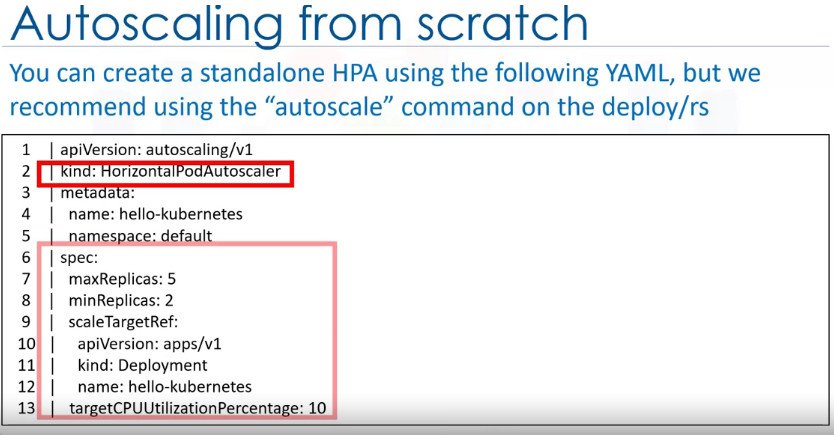 Autoscaling from scratch
You can create a standalone HPA using the following YAML, but we
recommend using the “autoscale” command on the deploy/rs
1 | apiVersion: autoscaling/v1
2 | kind: HorizontalPodAutoscaler
3 | metadata:
4 |   name: hello-kubernetes
5 |   namespace: default
6 | spec:
7 |   maxReplicas: 5
8 |   minReplicas: 2
9 |   scaleTargetRef:
10 |    apiVersion: apps/v1
11 |    kind: Deployment
12 |    name: hello-kubernetes
13 |   targetCPUUtilizationPercentage: 10